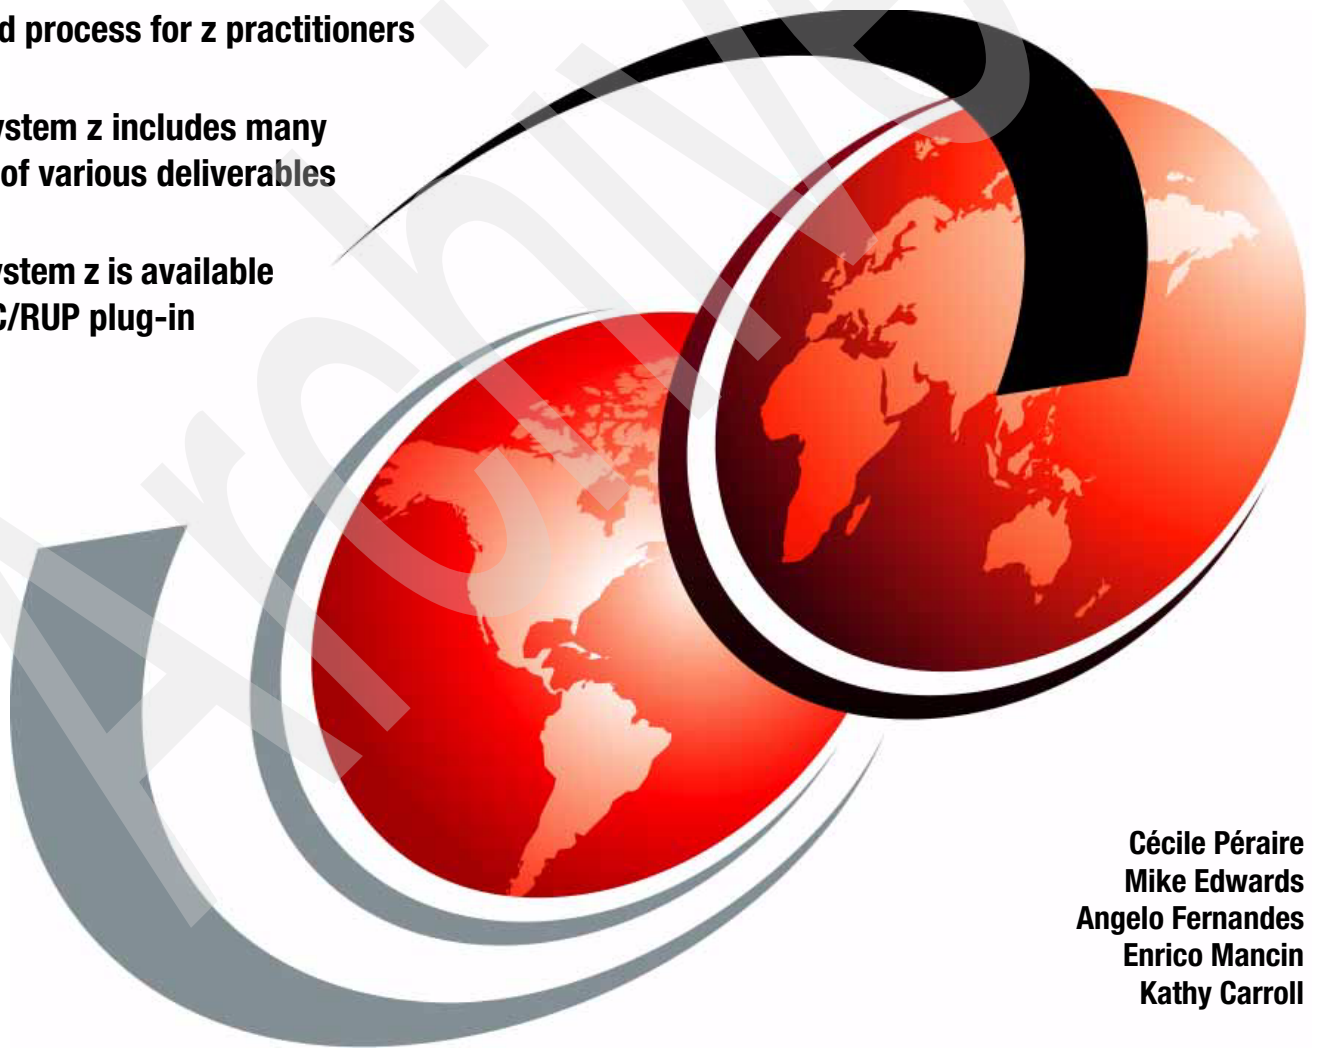 d process for z practitioners
ystem z includes many
of various deliverables
ystem z is available
C/RUP plug-in
Cécile Péraire
Mike Edwards
Angelo Fernandes
Enrico Mancin
Kathy Carroll
Archive